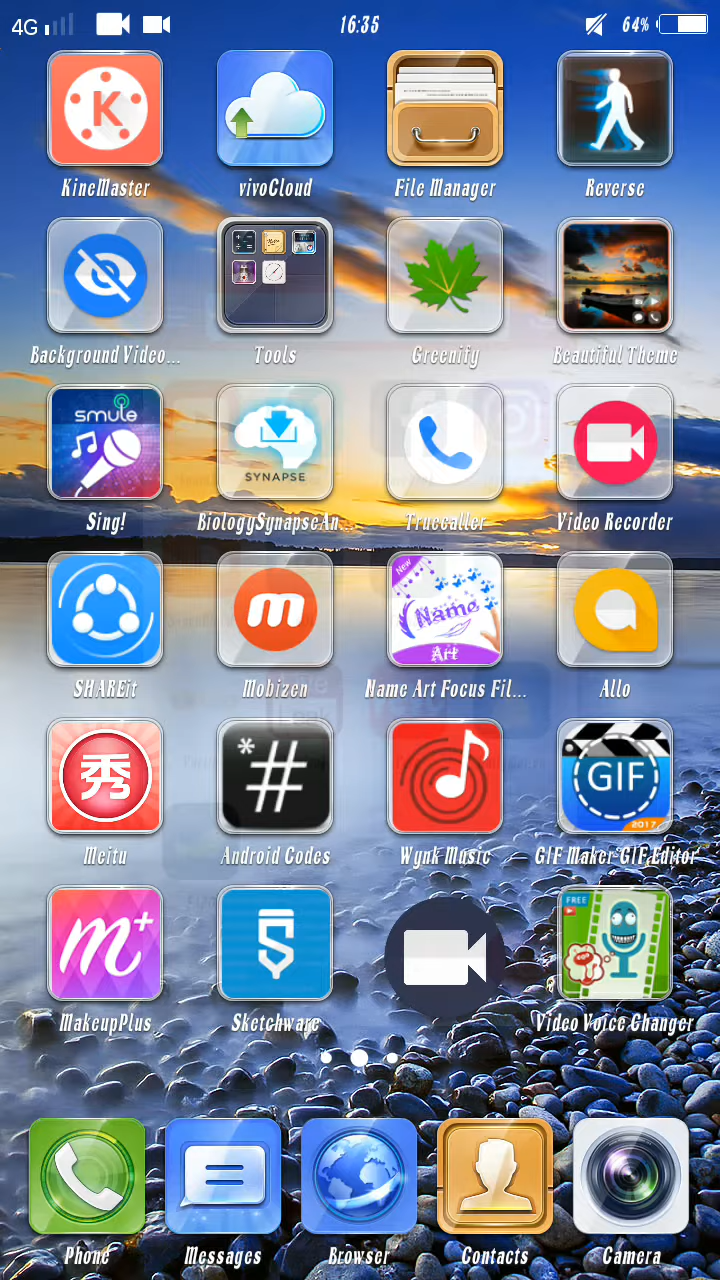 4G 16:35 64%
K
KineMaster vivoCloud File Manager Reverse
Background Video... Tools Greenify Beautiful Theme
smule SYNAPSE
Sing! BiologySynapseAn... Truecaller Video Recorder
m New Name Art
SHAREit Mobizen Name Art Focus Fil... Allo
秀 *# GIF 2017
Meitu Android Codes Wynk Music GIF Maker-GIF Editor
m+ S FREE
MakeupPlus Sketchware Video Voice Changer
Phone Messages Browser Contacts Camera